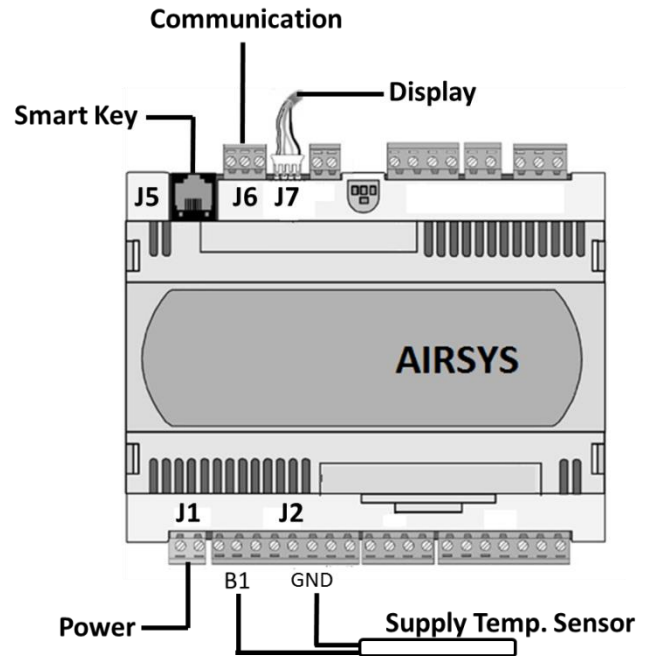 Communication
Display
Smart Key
J5
J6
J7
AIRSYS
J1
J2
B1
GND
Power
Supply Temp. Sensor